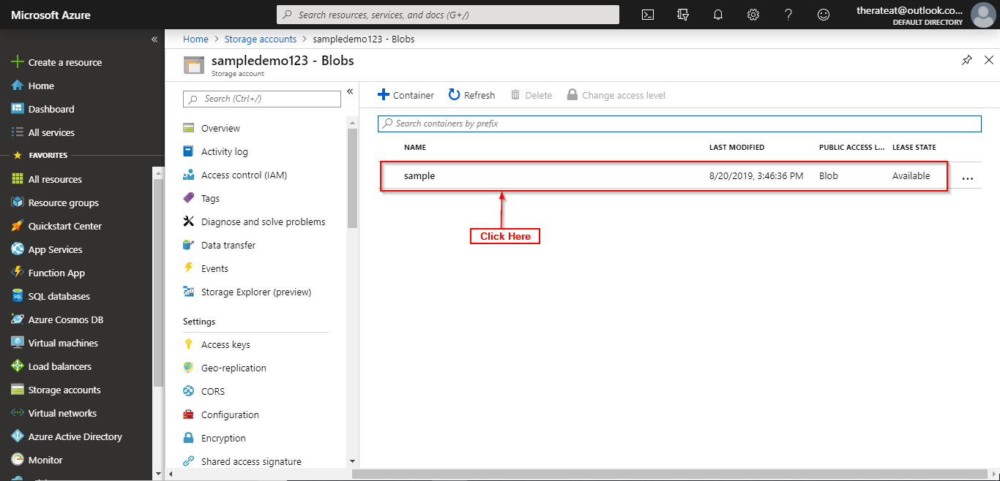 Microsoft Azure
Search resources, services, and docs (G+/)
therateat@outlook.co...
DEFAULT DIRECTORY
«
Create a resource
Home
Dashboard
All services
FAVORITES
All resources
Resource groups
Quickstart Center
App Services
Function App
SQL databases
Azure Cosmos DB
Virtual machines
Load balancers
Storage accounts
Virtual networks
Azure Active Directory
Monitor
Home > Storage accounts > sampledemo123 - Blobs
sampledemo123 - Blobs
Storage account
Search (Ctrl+/)
«
Overview
Activity log
Access control (IAM)
Tags
Diagnose and solve problems
Data transfer
Events
Storage Explorer (preview)
Settings
Access keys
Geo-replication
CORS
Configuration
Encryption
Shared access signature
Container Refresh Delete Change access level
Search containers by prefix
NAME LAST MODIFIED PUBLIC ACCESS L... LEASE STATE
sample 8/20/2019, 3:46:36 PM Blob Available ...
Click Here